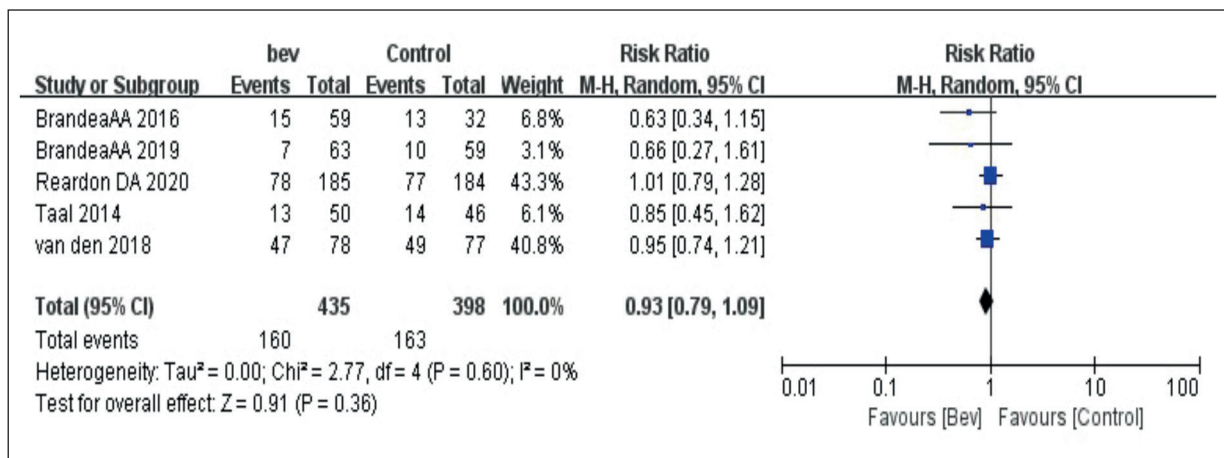 bev Control Risk Ratio Risk Ratio
Study or Subgroup Events Total Events Total Weight M-H, Random, 95% CI M-H, Random, 95% CI
BrandeaAA 2016 15 59 13 32 6.8% 0.63 [0.34, 1.15]
BrandeaAA 2019 7 63 10 59 3.1% 0.66 [0.27, 1.61]
Reardon DA 2020 78 185 77 184 43.3% 1.01 [0.79, 1.28]
Taal 2014 13 50 14 46 6.1% 0.85 [0.45, 1.62]
van den 2018 47 78 49 77 40.8% 0.95 [0.74, 1.21]
Total (95% CI) 435 398 100.0% 0.93 [0.79, 1.09]
Total events 160 163
Heterogeneity: Tau² = 0.00; Chi² = 2.77, df = 4 (P = 0.60); I² = 0%
Test for overall effect: Z = 0.91 (P = 0.36)
0.01 0.1 1 10 100
Favours [Bev] Favours [Control]